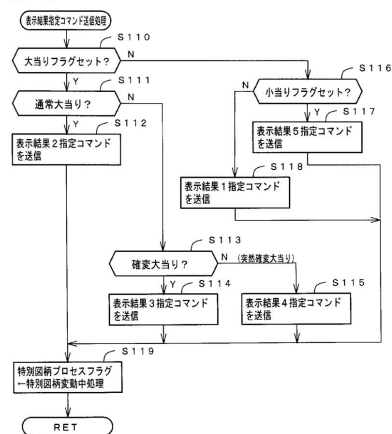 表示結果指定コマンド送信処理
S110
大当りフラグセット?
N
Y
S111
通常大当り?
N
Y
S112
表示結果2指定コマンド
を送信
S116
小当りフラグセット?
N
Y
S117
表示結果5指定コマンド
を送信
S118
表示結果1指定コマンド
を送信
S113
確変大当り?
N (突然確変大当り)
Y
S114
表示結果3指定コマンド
を送信
S115
表示結果4指定コマンド
を送信
S119
特別図柄プロセスフラグ
←特別図柄変動中処理
RET